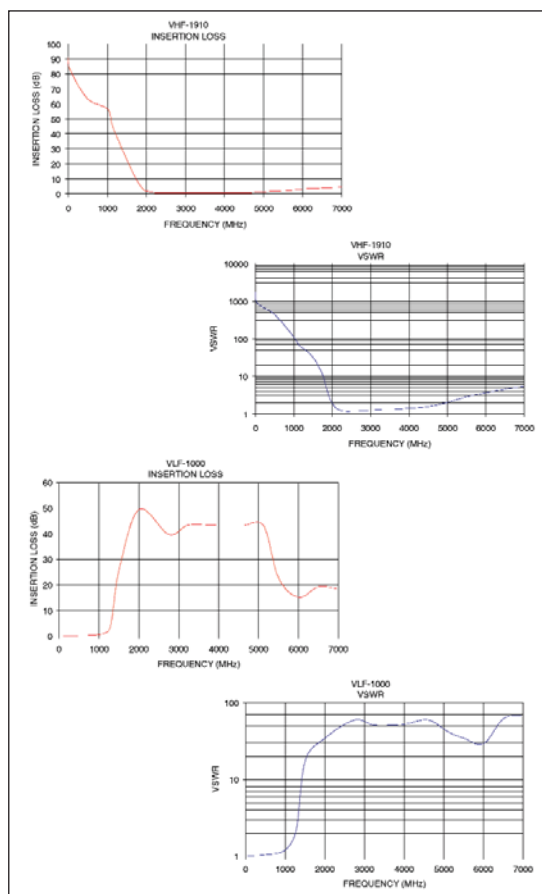 VHF-1910
INSERTION LOSS
INSERTION LOSS (dB)
100
90
80
70
60
50
40
30
20
10
0
0 1000 2000 3000 4000 5000 6000 7000
FREQUENCY (MHz)
VHF-1910
VSWR
VSWR
10000
1000
100
10
1
0 1000 2000 3000 4000 5000 6000 7000
FREQUENCY (MHz)
VLF-1000
INSERTION LOSS
INSERTION LOSS (dB)
60
50
40
30
20
10
0
0 1000 2000 3000 4000 5000 6000 7000
FREQUENCY (MHz)
VLF-1000
VSWR
VSWR
100
10
1
0 1000 2000 3000 4000 5000 6000 7000
FREQUENCY (MHz)